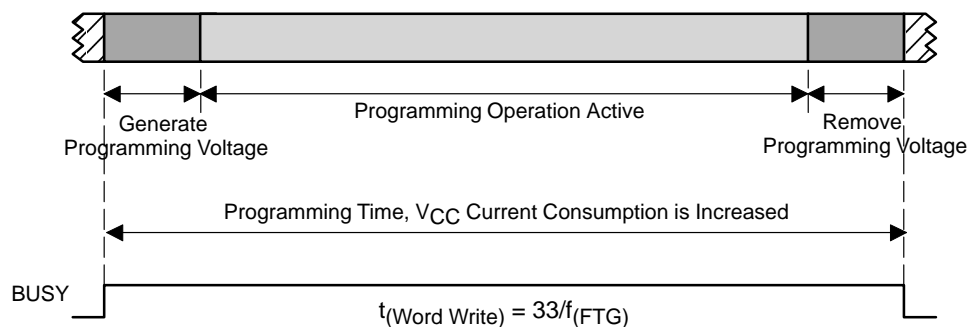 Programming Operation Active
Generate
Programming Voltage
Remove
Programming Voltage
Programming Time, VCC Current Consumption is Increased
BUSY
t(Word Write) = 33/f(FTG)